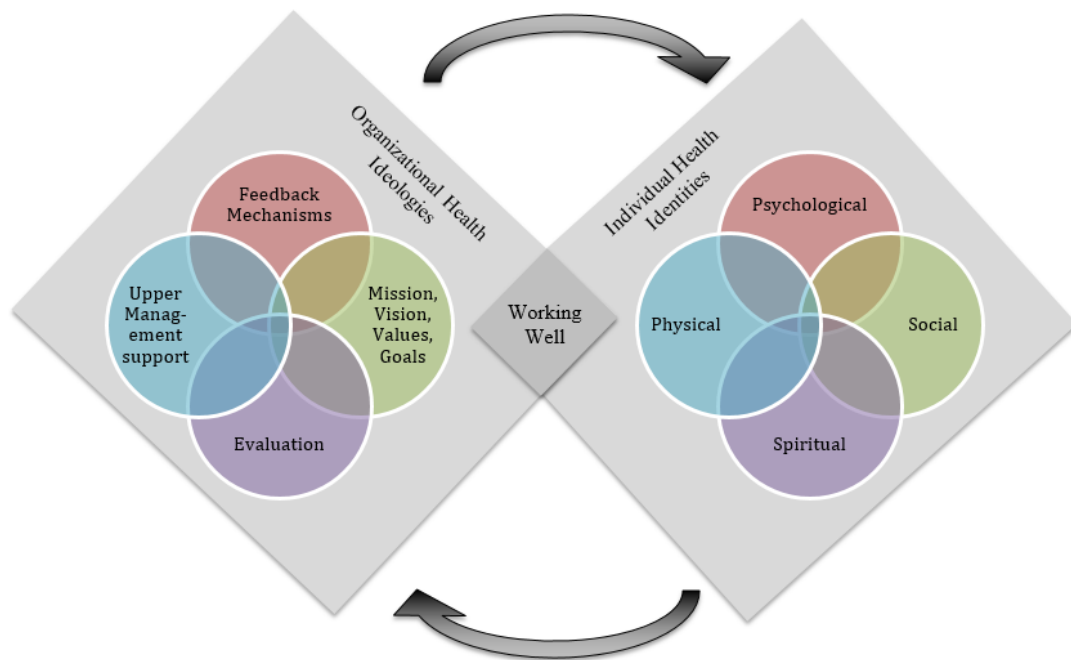 Organizational Health
Ideologies
Feedback
Mechanisms
Upper
Manag-
ement
support
Mission,
Vision,
Values,
Goals
Evaluation
Working
Well
Individual Health
Identities
Psychological
Physical
Social
Spiritual